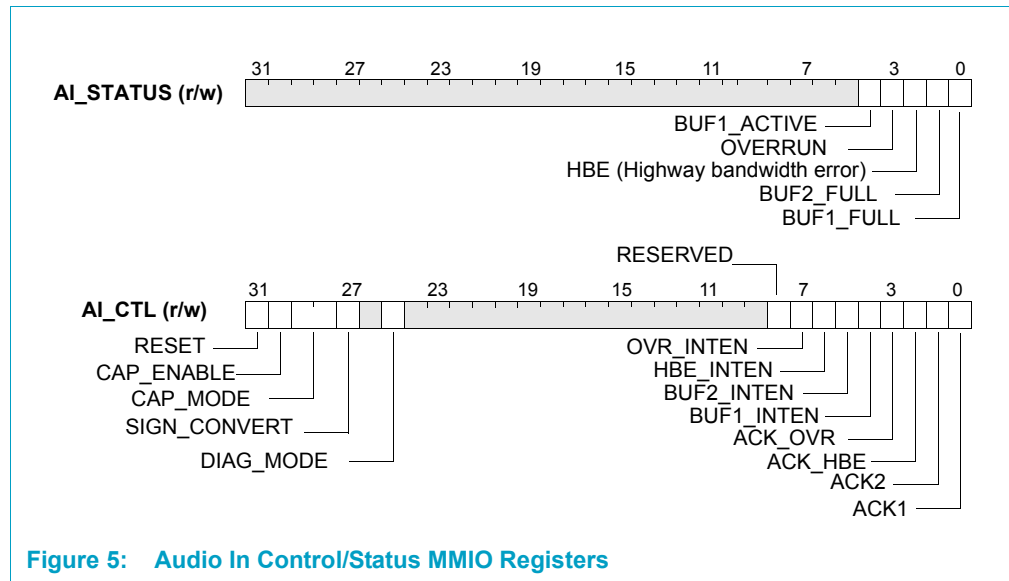 31 27 23 19 15 11 7 3 0
AI_STATUS (r/w)
BUF1_ACTIVE
OVERRUN
HBE (Highway bandwidth error)
BUF2_FULL
BUF1_FULL
RESERVED
31 27 23 19 15 11 7 3 0
AI_CTL (r/w)
RESET
CAP_ENABLE
CAP_MODE
SIGN_CONVERT
DIAG_MODE
OVR_INTEN
HBE_INTEN
BUF2_INTEN
BUF1_INTEN
ACK_OVR
ACK_HBE
ACK2
ACK1
Figure 5: Audio In Control/Status MMIO Registers